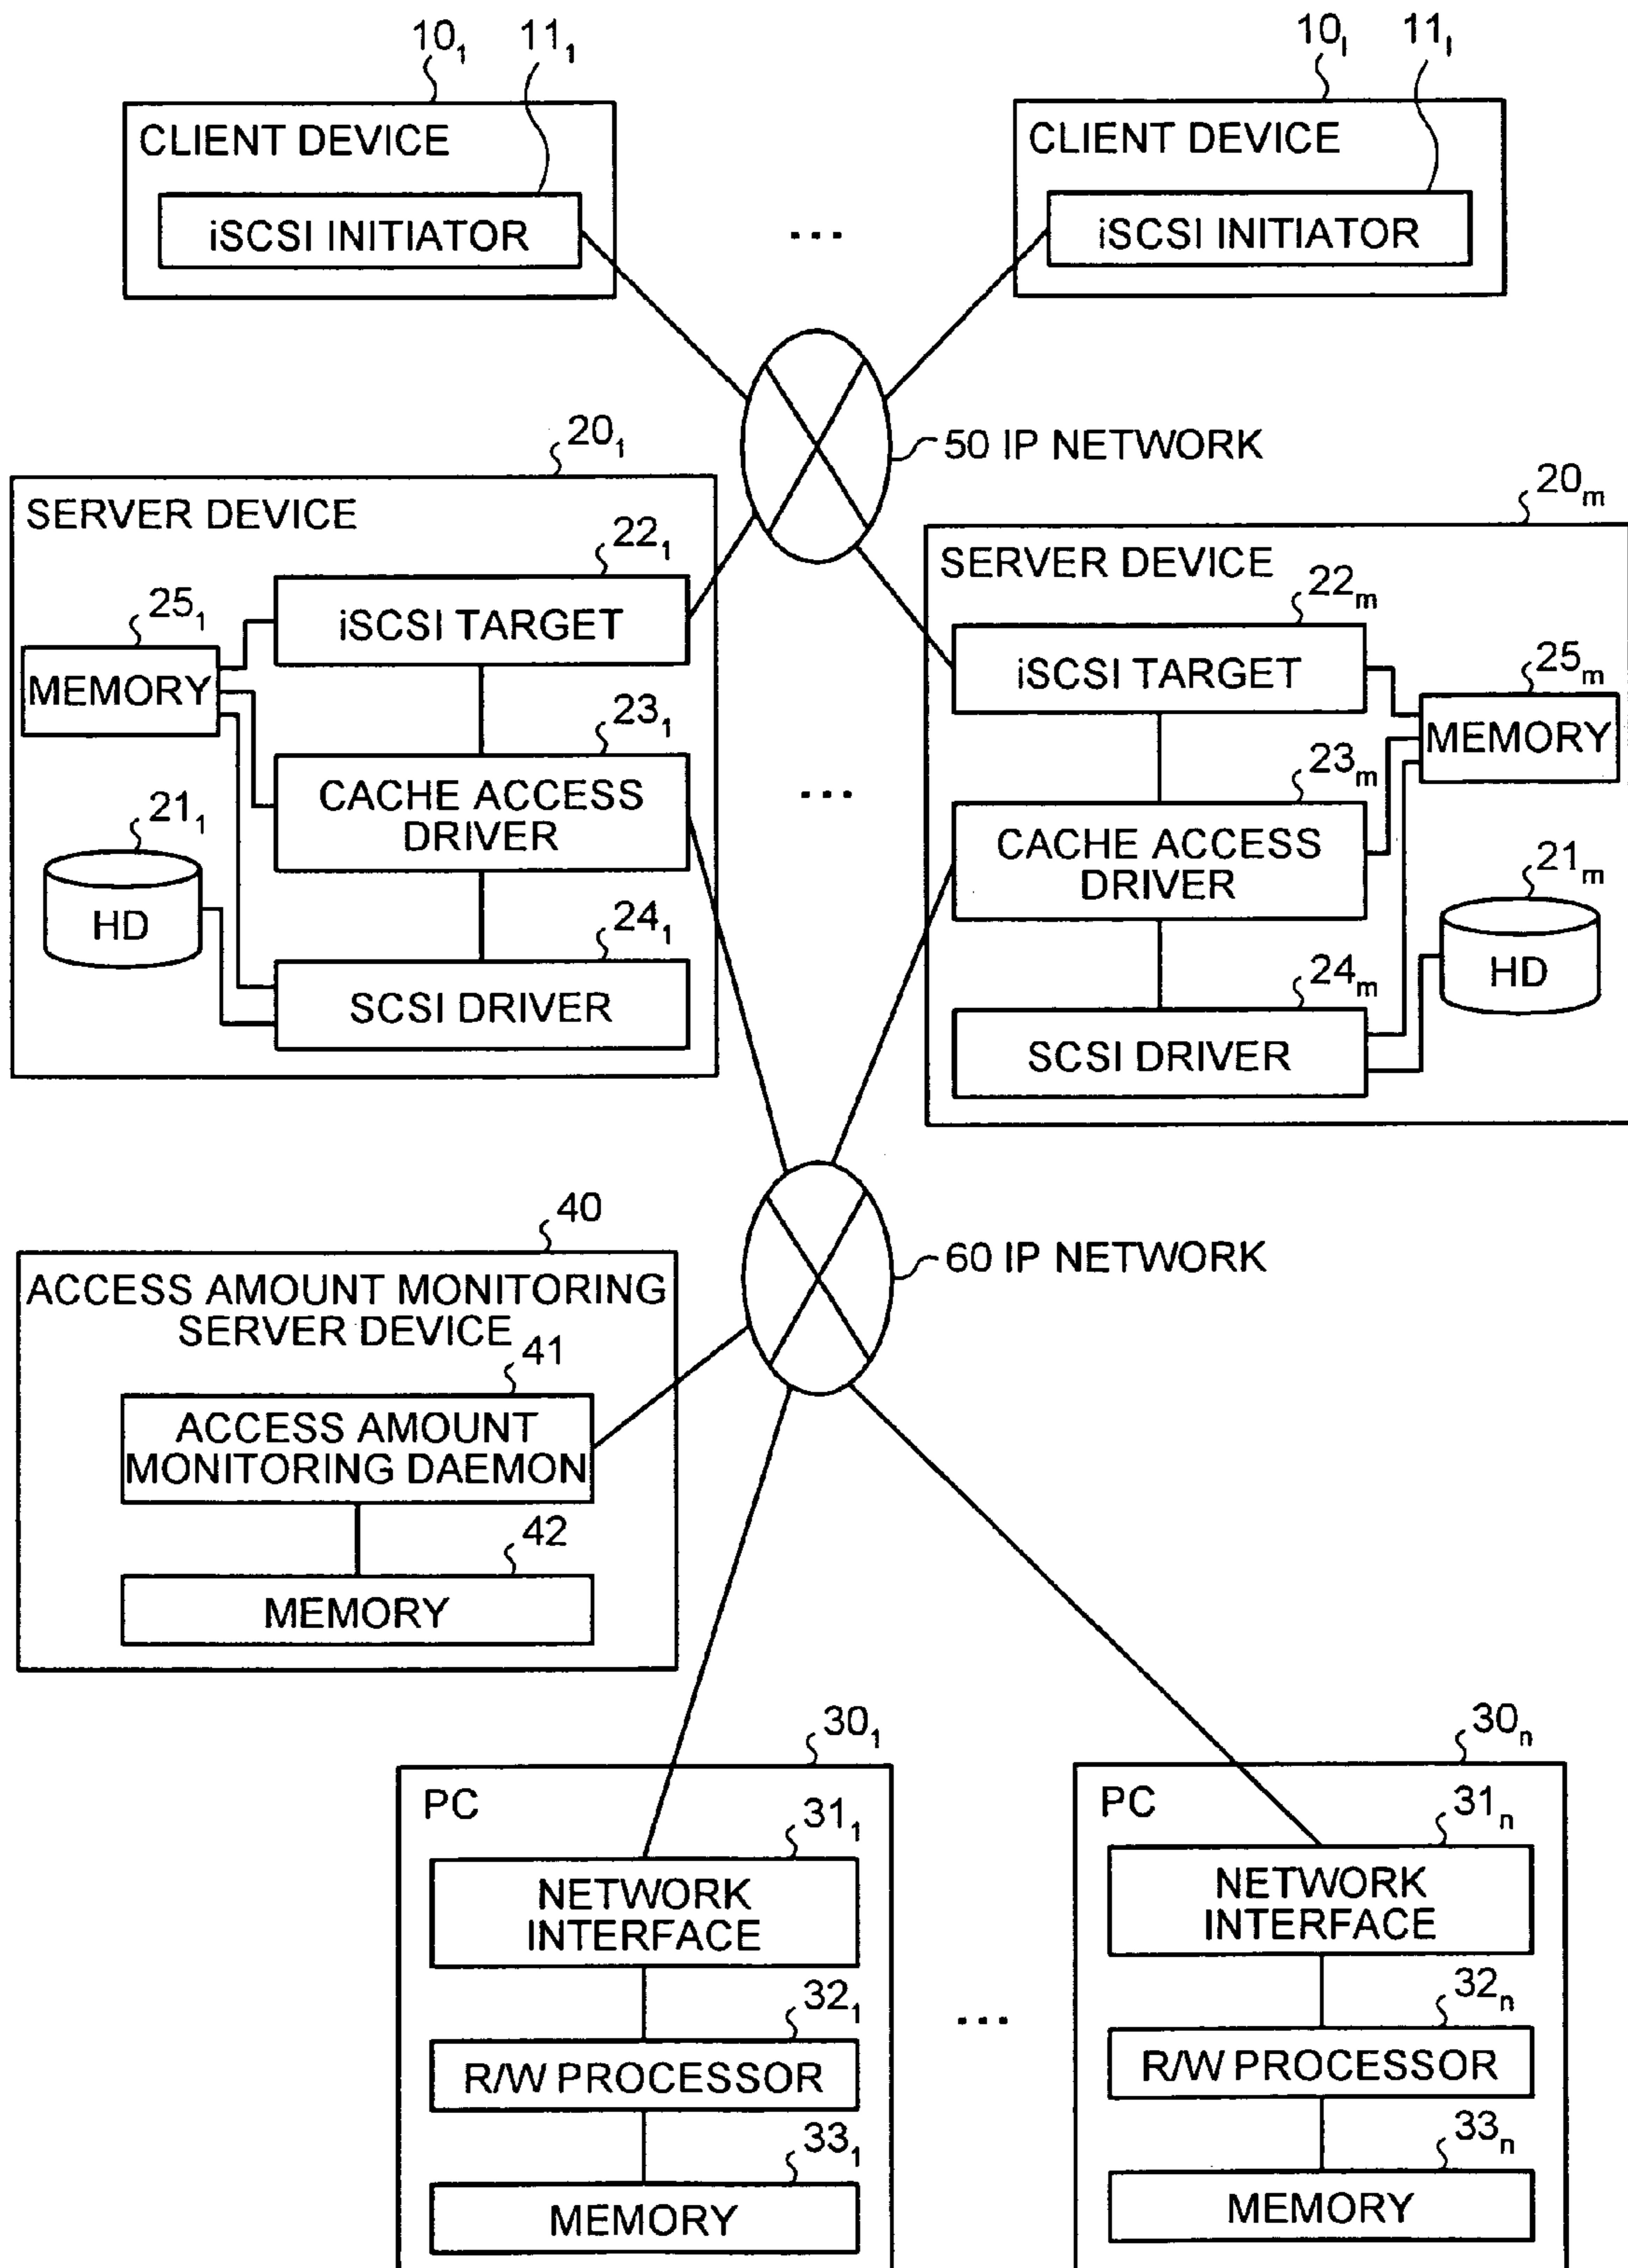 10₁
11₁
10ₗ
11ₗ
CLIENT DEVICE
iSCSI INITIATOR
...
CLIENT DEVICE
iSCSI INITIATOR
50 IP NETWORK
20₁
SERVER DEVICE
22₁
iSCSI TARGET
25₁
MEMORY
23₁
CACHE ACCESS
DRIVER
21₁
HD
24₁
SCSI DRIVER
...
20ₘ
SERVER DEVICE
22ₘ
iSCSI TARGET
25ₘ
MEMORY
23ₘ
CACHE ACCESS
DRIVER
21ₘ
HD
24ₘ
SCSI DRIVER
60 IP NETWORK
40
ACCESS AMOUNT MONITORING
SERVER DEVICE
41
ACCESS AMOUNT
MONITORING DAEMON
42
MEMORY
30₁
PC
31₁
NETWORK
INTERFACE
32₁
R/W PROCESSOR
33₁
MEMORY
...
30ₙ
PC
31ₙ
NETWORK
INTERFACE
32ₙ
R/W PROCESSOR
33ₙ
MEMORY